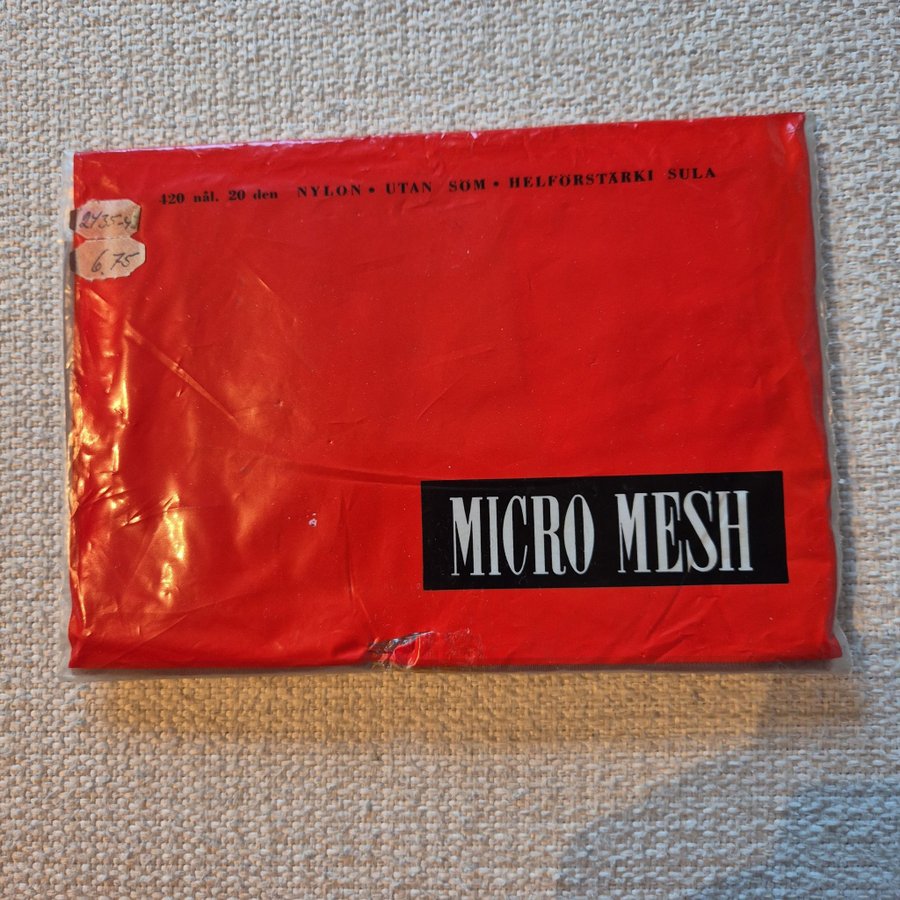 420 nål. 20 den NYLON • UTAN SÖM • HELFÖRSTÄRKT SULA
6.75
MICRO MESH